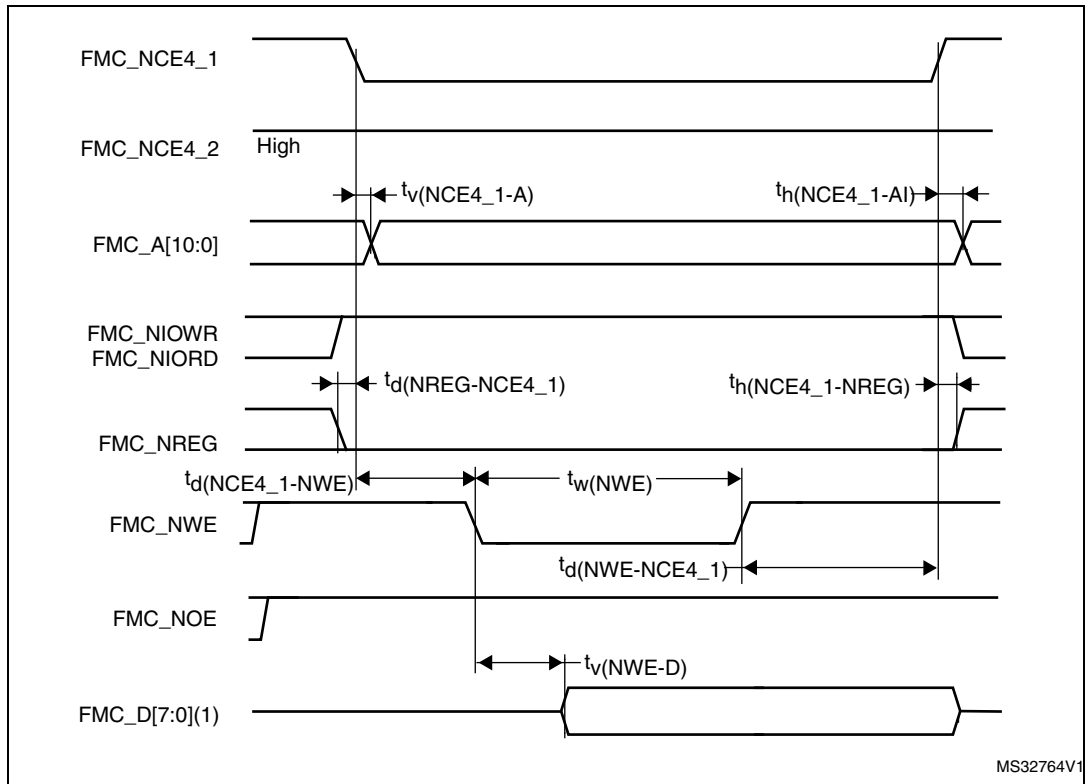 FMC_NCE4_1
FMC_NCE4_2
High
tv(NCE4_1-A)
th(NCE4_1-AI)
FMC_A[10:0]
FMC_NIOWR
FMC_NIORD
td(NREG-NCE4_1)
th(NCE4_1-NREG)
FMC_NREG
td(NCE4_1-NWE)
tw(NWE)
FMC_NWE
td(NWE-NCE4_1)
FMC_NOE
tv(NWE-D)
FMC_D[7:0](1)
MS32764V1